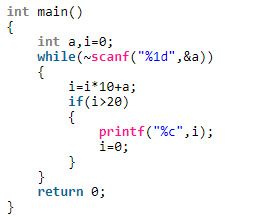 int main()
{
    int a,i=0;
    while(~scanf("%1d",&a))
    {
        i=i*10+a;
        if(i>20)
        {
            printf("%c",i);
            i=0;
        }
    }
    return 0;
}